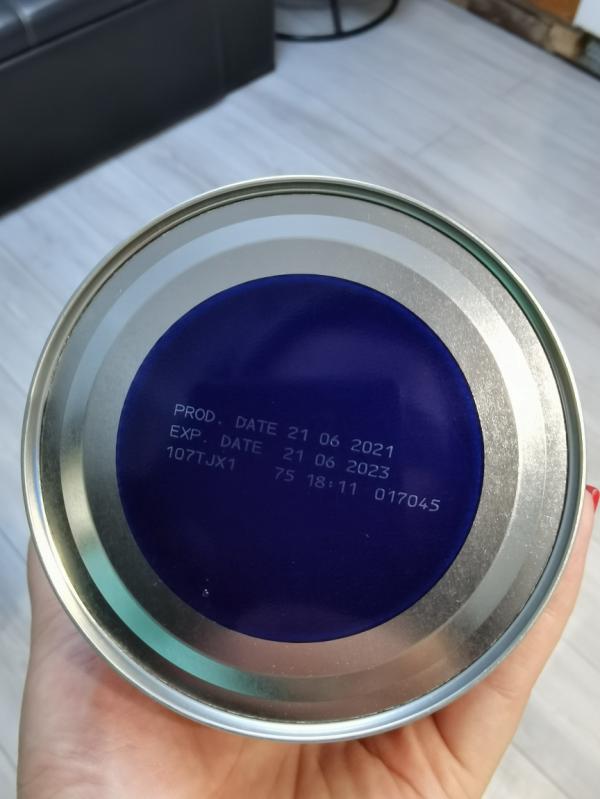 PROD. DATE 21 06 2021
EXP. DATE 21 06 2023
107TJX1 75 18:11 017045